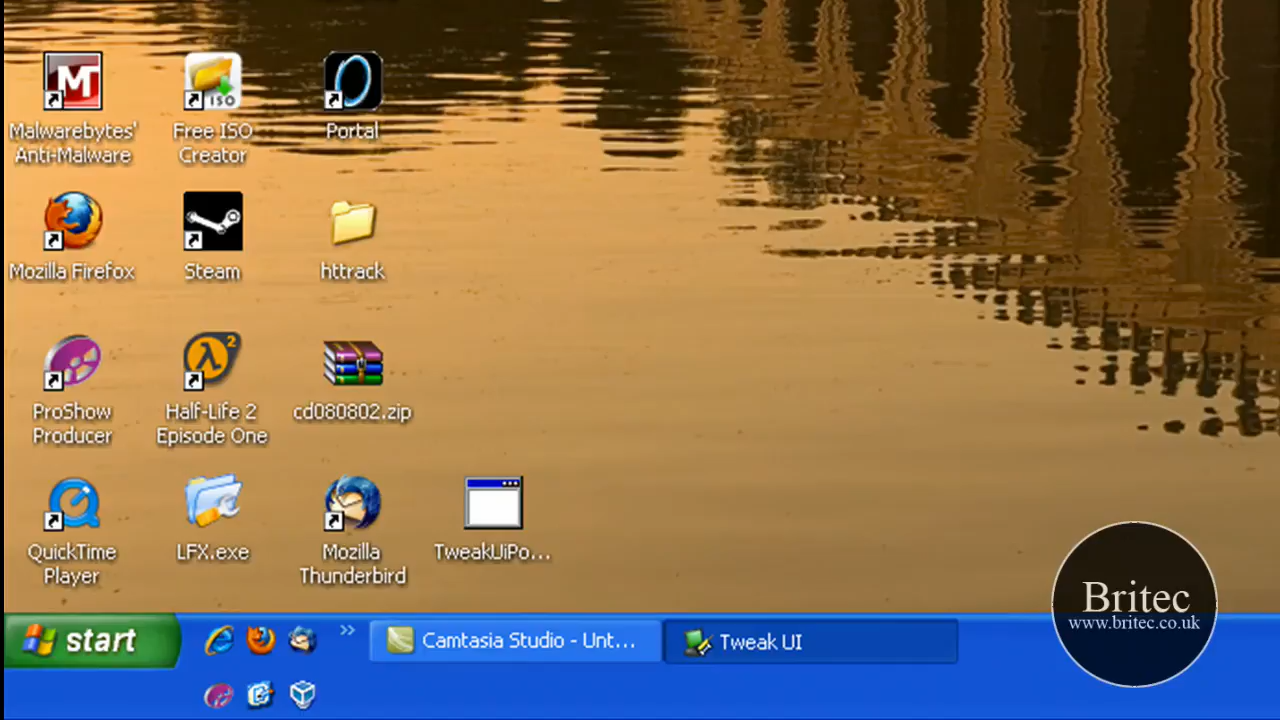 Malwarebytes'
Anti-Malware
Free ISO
Creator
ISO
Portal
Mozilla Firefox
Steam
httrack
ProShow
Producer
2
Half-Life 2
Episode One
cd080802.zip
QuickTime
Player
LFX.exe
Mozilla
Thunderbird
TweakUiPo...
start
»
Camtasia Studio - Unt...
Tweak UI
Britec
www.britec.co.uk